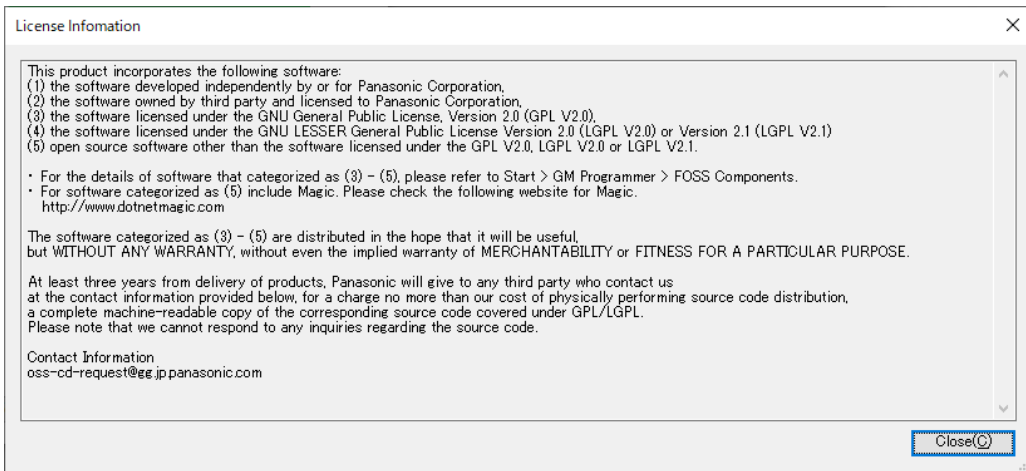 License Infomation
This product incorporates the following software:
(1) the software developed independently by or for Panasonic Corporation,
(2) the software owned by third party and licensed to Panasonic Corporation,
(3) the software licensed under the GNU General Public License, Version 2.0 (GPL V2.0),
(4) the software licensed under the GNU LESSER General Public License Version 2.0 (LGPL V2.0) or Version 2.1 (LGPL V2.1)
(5) open source software other than the software licensed under the GPL V2.0, LGPL V2.0 or LGPL V2.1.
・ For the details of software that categorized as (3) - (5), please refer to Start > GM Programmer > FOSS Components.
・ For software categorized as (5) include Magic. Please check the following website for Magic.
http://www.dotnetmagic.com
The software categorized as (3) - (5) are distributed in the hope that it will be useful,
but WITHOUT ANY WARRANTY, without even the implied warranty of MERCHANTABILITY or FITNESS FOR A PARTICULAR PURPOSE.
At least three years from delivery of products, Panasonic will give to any third party who contact us
at the contact information provided below, for a charge no more than our cost of physically performing source code distribution,
a complete machine-readable copy of the corresponding source code covered under GPL/LGPL.
Please note that we cannot respond to any inquiries regarding the source code.
Contact Information
oss-cd-request@gg.jp.panasonic.com
Close(C)